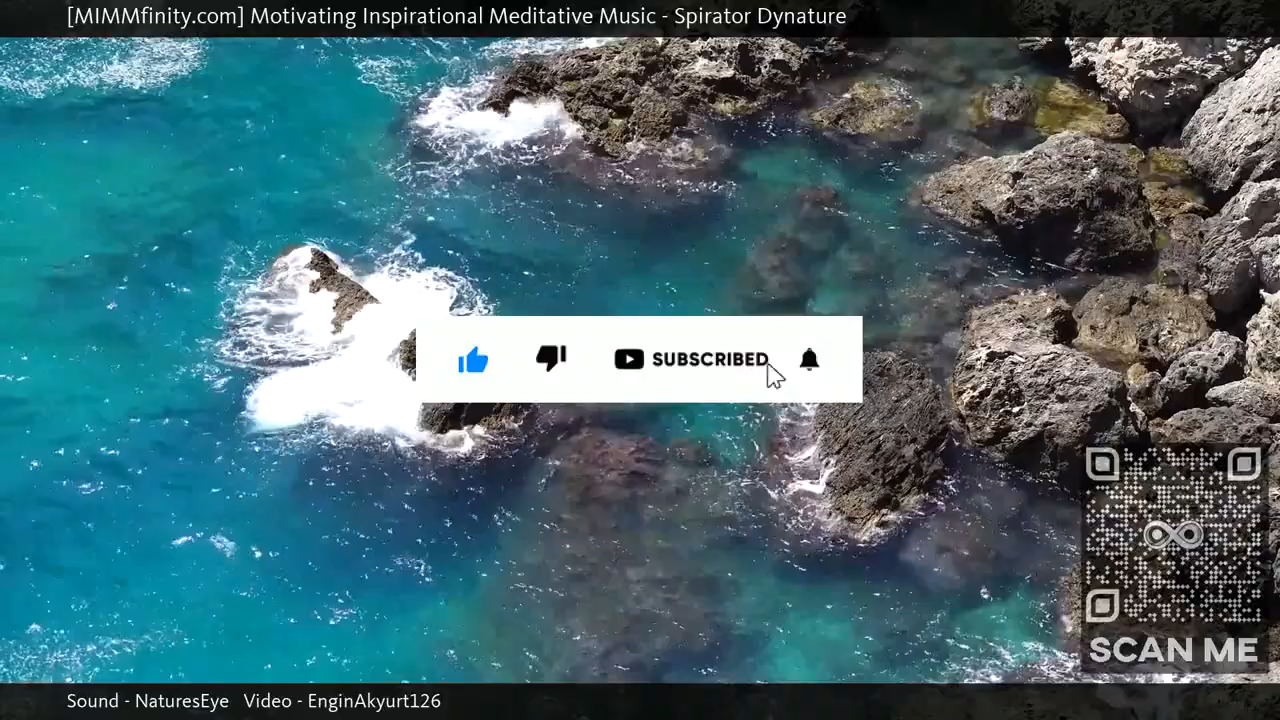 [MIMMfinity.com] Motivating Inspirational Meditative Music - Spirator Dynature
SUBSCRIBED
SCAN ME
Sound - NaturesEye Video - EnginAkyurt126